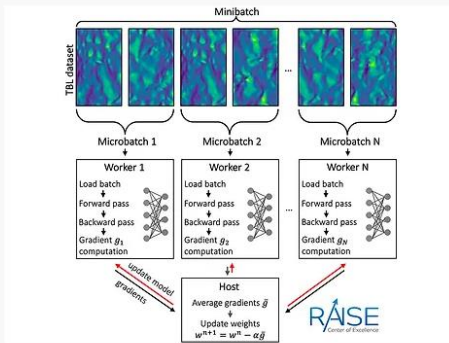 Minibatch
TBL dataset
...
Microbatch 1
Microbatch 2
Microbatch N
Worker 1
Load batch
Forward pass
Backward pass
Gradient g₁
computation
Worker 2
Load batch
Forward pass
Backward pass
Gradient g₂
computation
...
Worker N
Load batch
Forward pass
Backward pass
Gradient g_N
computation
update model
gradients
Host
Average gradients g̃
Update weights
wⁿ⁺¹ = wⁿ − αg̃
RAISE
Center of Excellence